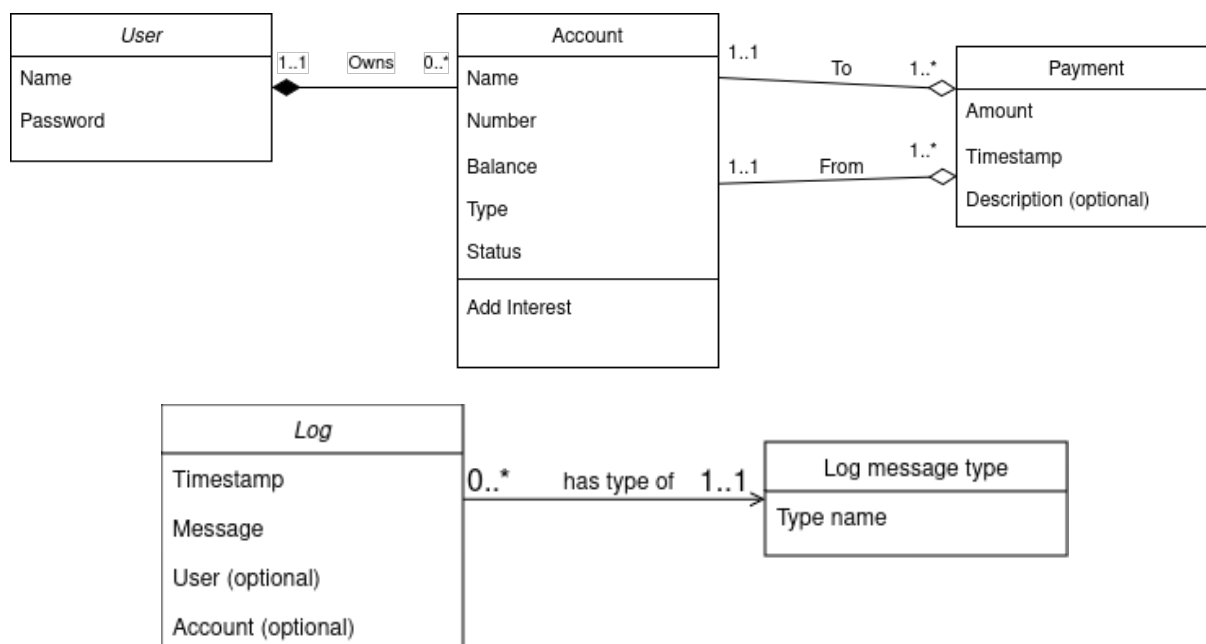 User
Name
Password
1..1
Owns
0..*
Account
Name
Number
Balance
Type
Status
Add Interest
1..1
To
1..*
1..1
From
1..*
Payment
Amount
Timestamp
Description (optional)
Log
Timestamp
Message
User (optional)
Account (optional)
0..*
has type of
1..1
Log message type
Type name